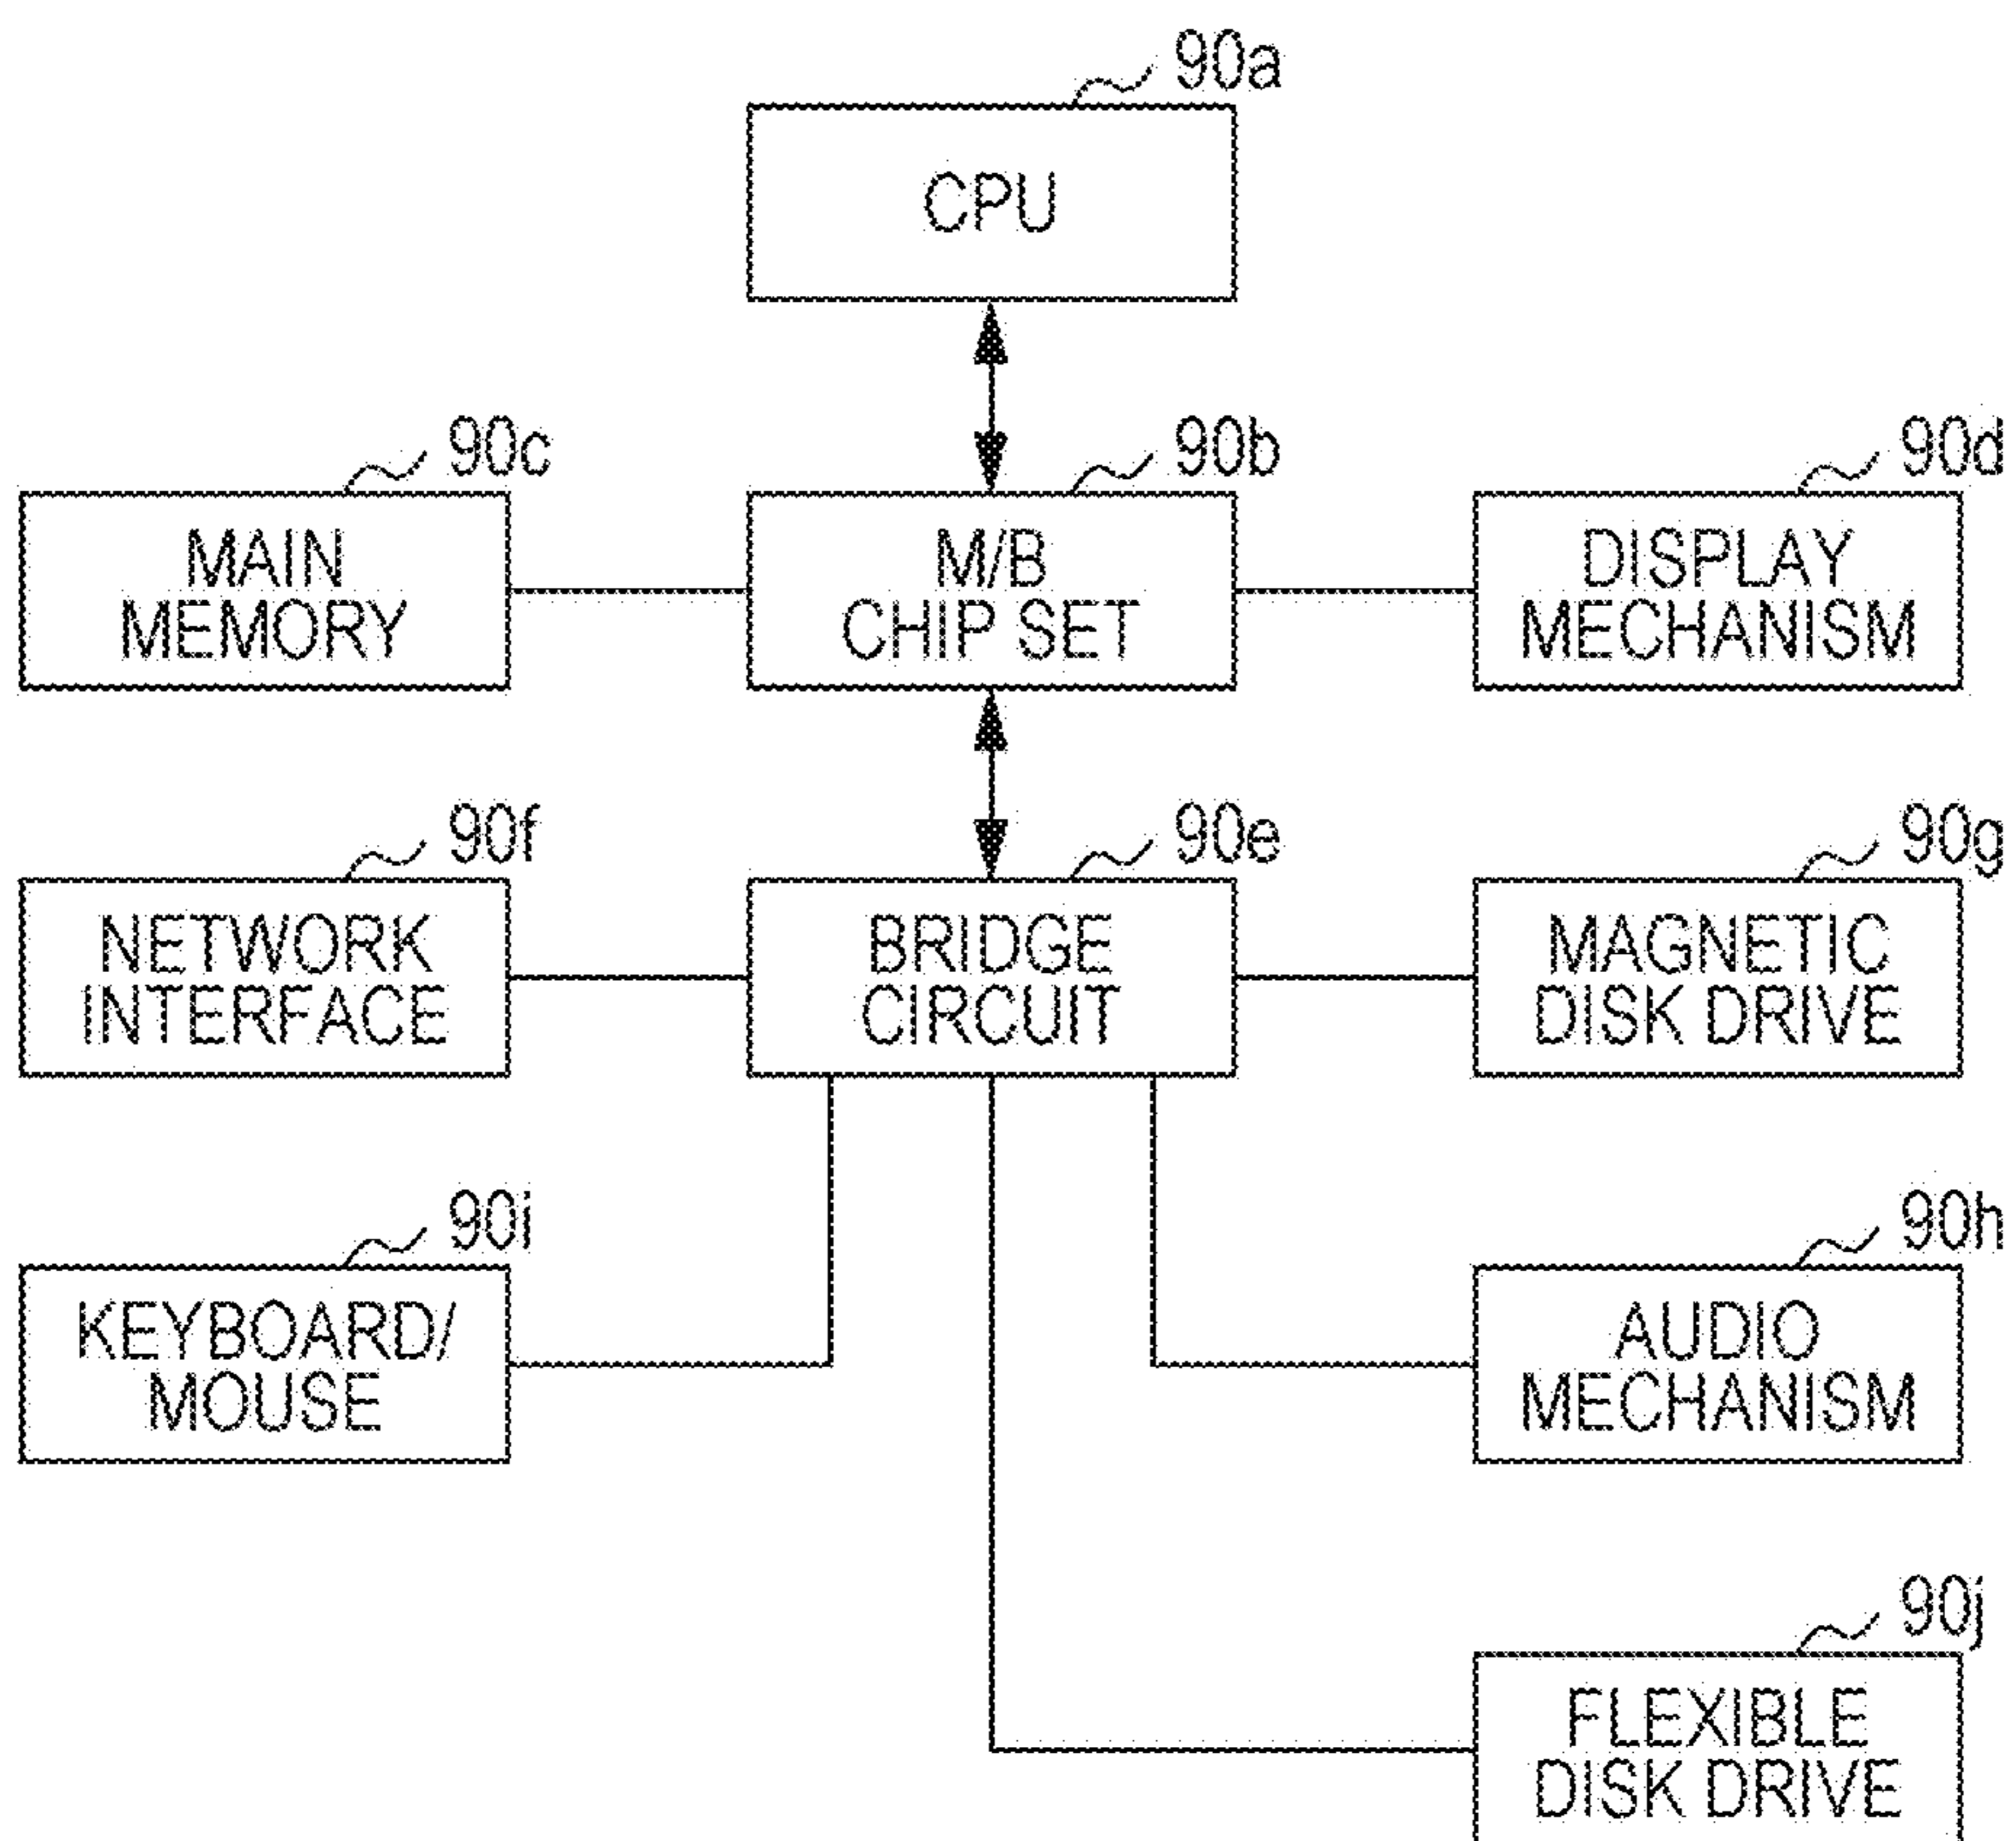 90a
CPU
90c
90b
90d
MAIN
MEMORY
M/B
CHIP SET
DISPLAY
MECHANISM
90f
90e
90g
NETWORK
INTERFACE
BRIDGE
CIRCUIT
MAGNETIC
DISK DRIVE
90i
90h
KEYBOARD/
MOUSE
AUDIO
MECHANISM
90j
FLEXIBLE
DISK DRIVE